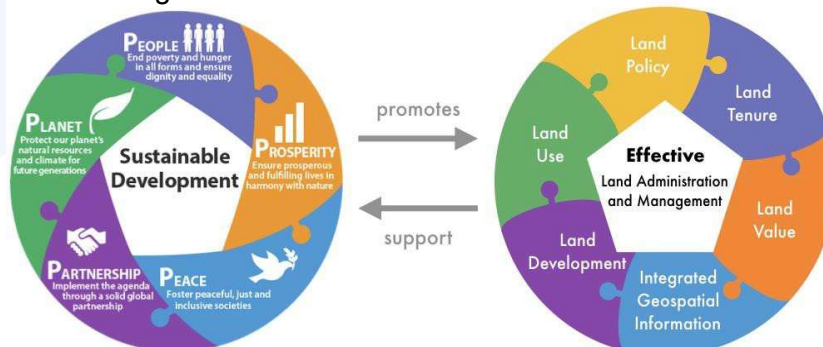 PEOPLE
End poverty and hunger
in all forms and ensure
dignity and equality
PLANET
Protect our planet's
natural resources
and climate for
future generations
Sustainable
Development
PROSPERITY
Ensure prosperous
and fulfilling lives in
harmony with nature
PARTNERSHIP
Implement the agenda
through a solid global
partnership
PEACE
Foster peaceful, just and
inclusive societies
promotes
support
Land
Policy
Land
Tenure
Land
Use
Effective
Land Administration
and Management
Land
Value
Land
Development
Integrated
Geospatial
Information